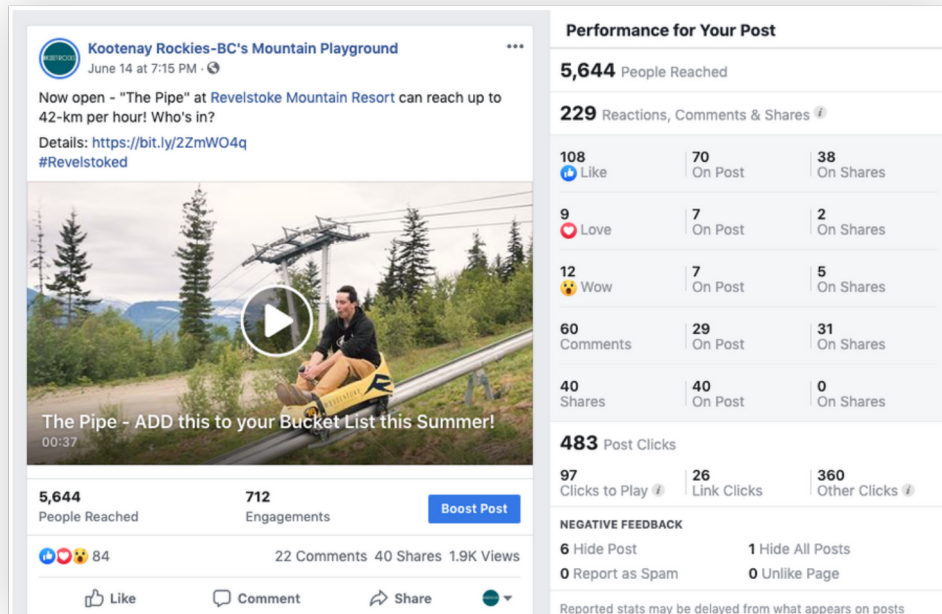 Kootenay Rockies-BC's Mountain Playground
June 14 at 7:15 PM ·
Now open - "The Pipe" at Revelstoke Mountain Resort can reach up to
42-km per hour! Who's in?
Details: https://bit.ly/2ZmWO4q
#Revelstoked
The Pipe - ADD this to your Bucket List this Summer!
00:37
5,644
People Reached
712
Engagements
Boost Post
84
22 Comments 40 Shares 1.9K Views
Like
Comment
Share
Performance for Your Post
5,644 People Reached
229 Reactions, Comments & Shares
108
Like
70
On Post
38
On Shares
9
Love
7
On Post
2
On Shares
12
Wow
7
On Post
5
On Shares
60
Comments
29
On Post
31
On Shares
40
Shares
40
On Post
0
On Shares
483 Post Clicks
97
Clicks to Play
26
Link Clicks
360
Other Clicks
NEGATIVE FEEDBACK
6 Hide Post
1 Hide All Posts
0 Report as Spam
0 Unlike Page
Reported stats may be delayed from what appears on posts